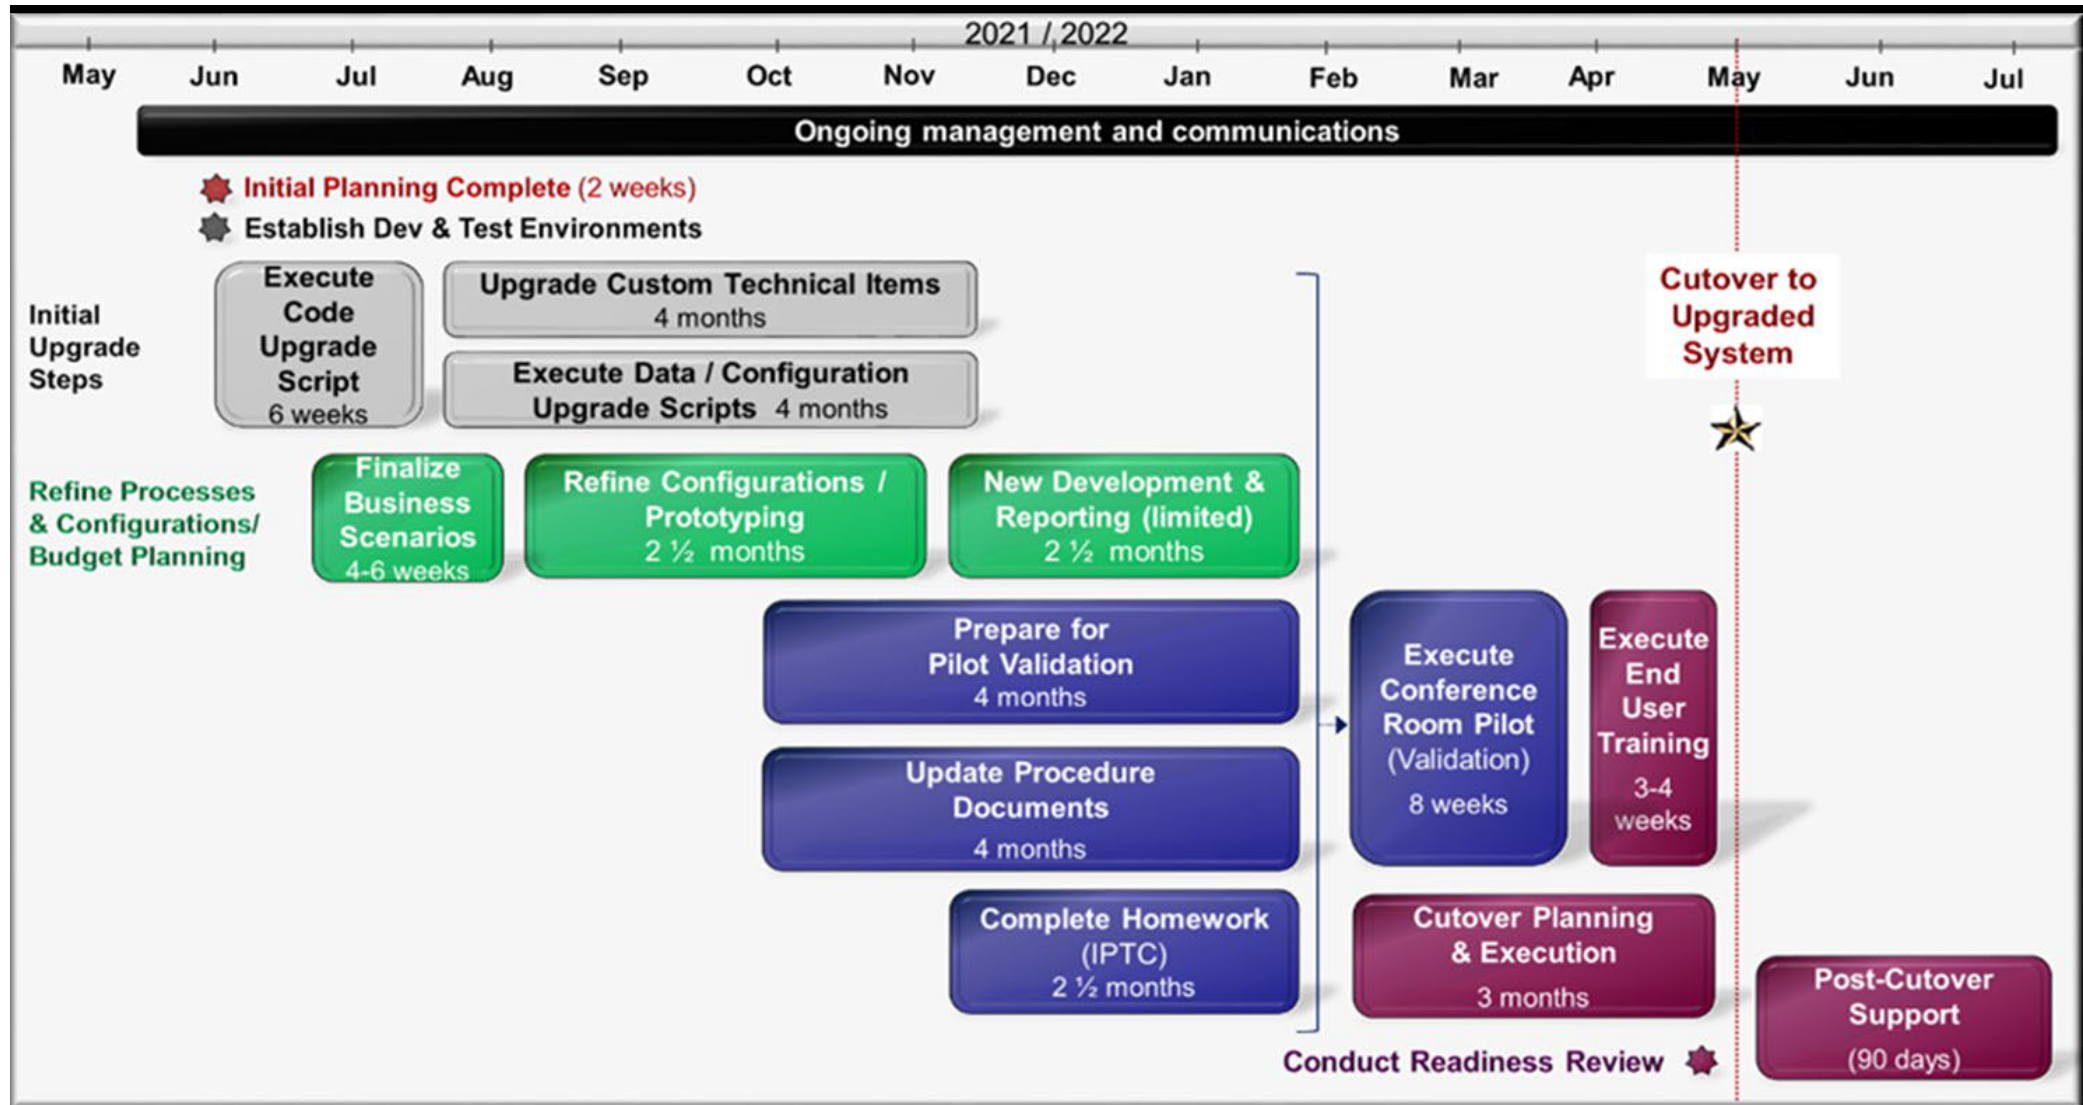 2021 / 2022
May Jun Jul Aug Sep Oct Nov Dec Jan Feb Mar Apr May Jun Jul
Ongoing management and communications
Initial Planning Complete (2 weeks)
Establish Dev & Test Environments
Initial
Upgrade
Steps
Execute
Code
Upgrade
Script
6 weeks
Upgrade Custom Technical Items
4 months
Execute Data / Configuration
Upgrade Scripts 4 months
Cutover to
Upgraded
System
Refine Processes
& Configurations/
Budget Planning
Finalize
Business
Scenarios
4-6 weeks
Refine Configurations /
Prototyping
2 ½ months
New Development &
Reporting (limited)
2 ½ months
Prepare for
Pilot Validation
4 months
Update Procedure
Documents
4 months
Complete Homework
(IPTC)
2 ½ months
Execute
Conference
Room Pilot
(Validation)
8 weeks
Execute
End
User
Training
3-4
weeks
Cutover Planning
& Execution
3 months
Conduct Readiness Review
Post-Cutover
Support
(90 days)